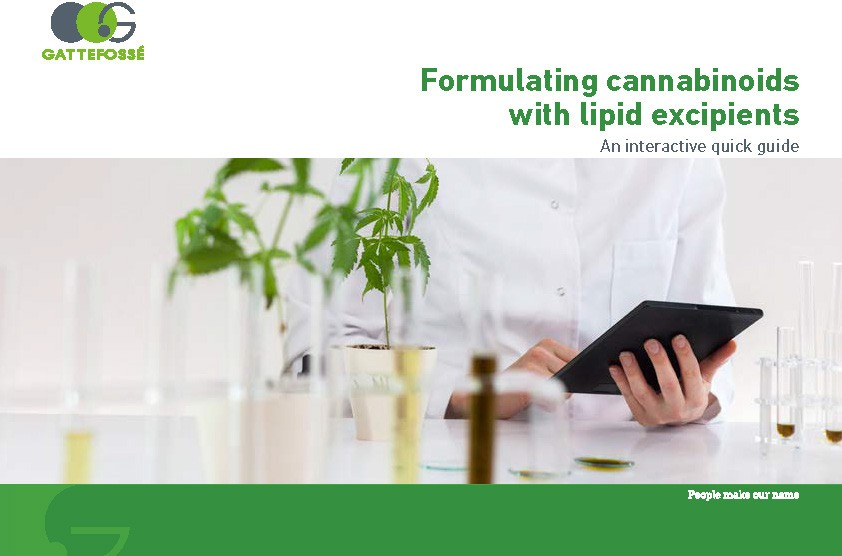 GATTEFOSSÉ
Formulating cannabinoids
with lipid excipients
An interactive quick guide
People make our name